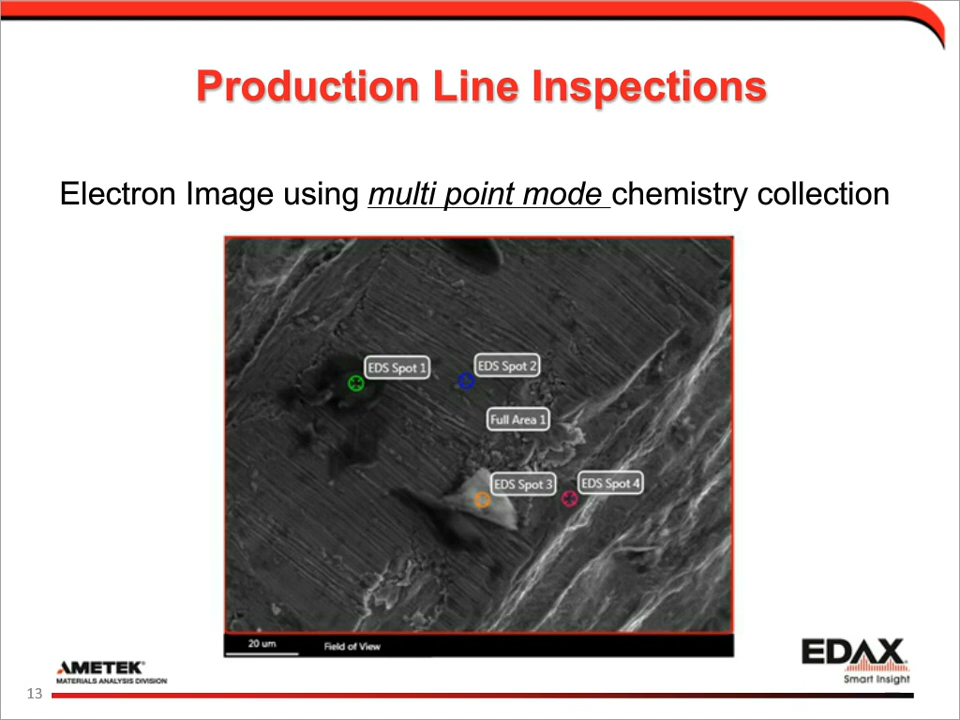 Production Line Inspections
Electron Image using multi point mode chemistry collection
EDS Spot 1
EDS Spot 2
Full Area 1
EDS Spot 3
EDS Spot 4
20 um
Field of View
AMETEK®
MATERIALS ANALYSIS DIVISION
EDAX
Smart Insight
13